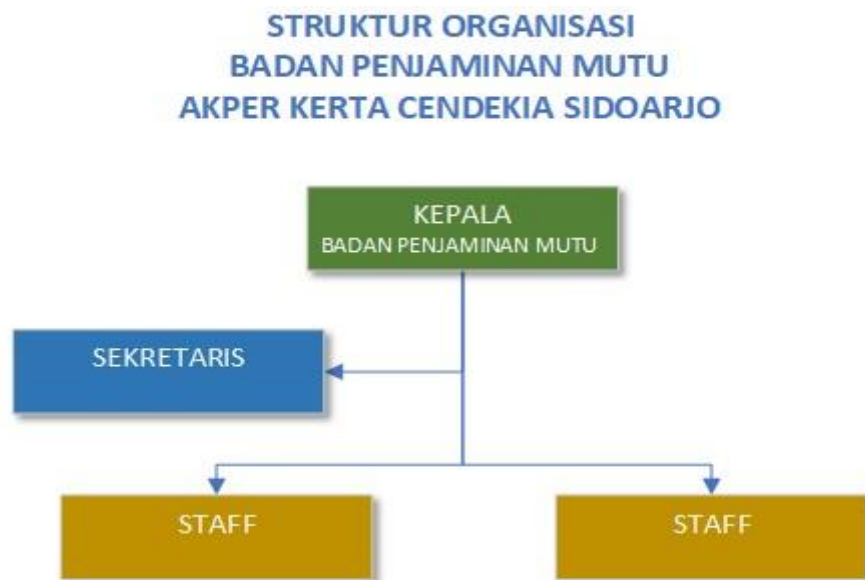 STRUKTUR ORGANISASI
BADAN PENJAMINAN MUTU
AKPER KERTA CENDEKIA SIDOARJO
KEPALA
BADAN PENJAMINAN MUTU
SEKRETARIS
STAFF
STAFF